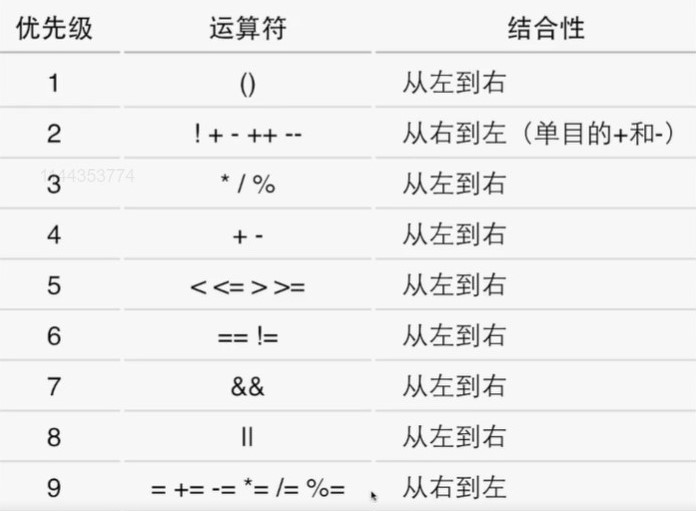 优先级 运算符 结合性
1 () 从左到右
2 ! + - ++ -- 从右到左（单目的+和-）
1144353774
3 * / % 从左到右
4 + - 从左到右
5 < <= > >= 从左到右
6 == != 从左到右
7 && 从左到右
8 || 从左到右
9 = += -= *= /= %= 从右到左